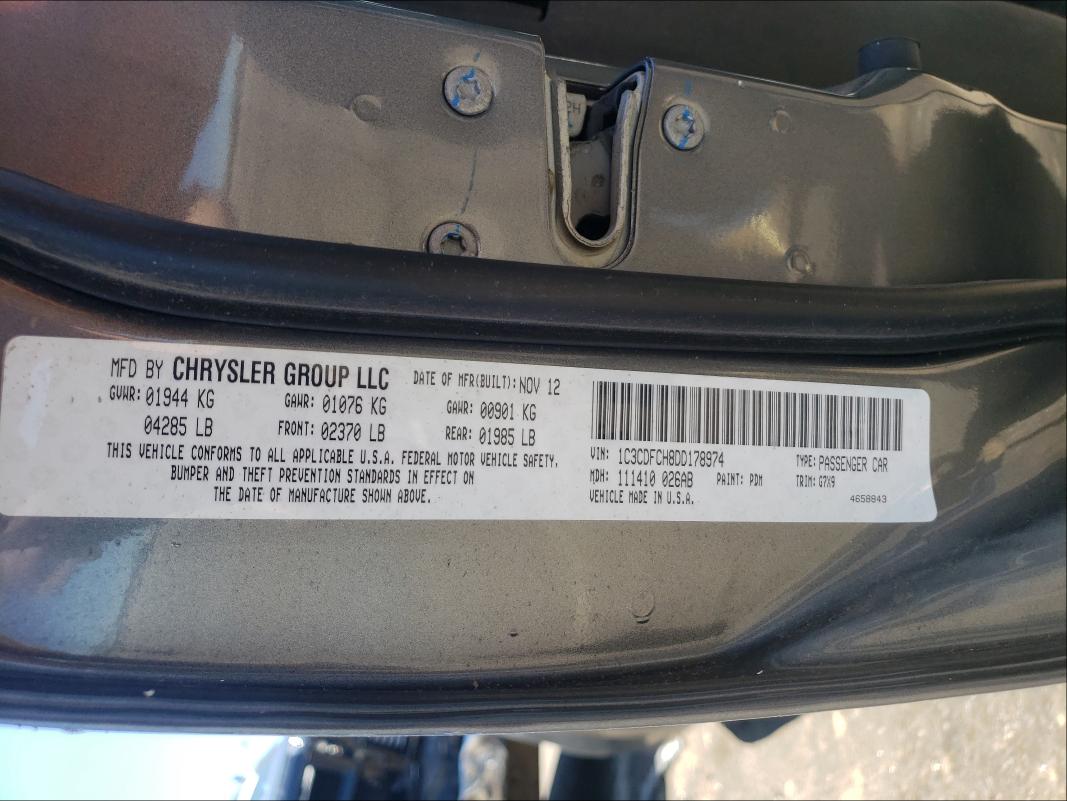 MFD BY CHRYSLER GROUP LLC DATE OF MFR(BUILT): NOV 12
GVWR: 01944 KG GAWR: 01076 KG GAWR: 00901 KG
04285 LB FRONT: 02370 LB REAR: 01985 LB
THIS VEHICLE CONFORMS TO ALL APPLICABLE U.S.A. FEDERAL MOTOR VEHICLE SAFETY,
BUMPER AND THEFT PREVENTION STANDARDS IN EFFECT ON
THE DATE OF MANUFACTURE SHOWN ABOVE.
VIN: 1C3CDFCH8DD178974 TYPE: PASSENGER CAR
MDH: 111410 026AB PAINT: PDM TRIM: G7X9
VEHICLE MADE IN U.S.A. 4658843